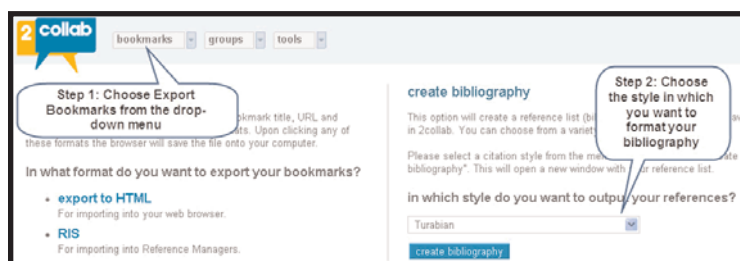 2 collab
bookmarks groups tools
Step 1: Choose Export
Bookmarks from the drop-
down menu
bookmark title, URL and
Upon clicking any of
these formats the browser will save the file onto your computer.
In what format do you want to export your bookmarks?
export to HTML
For importing into your web browser.
RIS
For importing into Reference Managers.
create bibliography
This option will create a reference list
in 2collab. You can choose from a variety
Please select a citation style from the
bibliography". This will open a new window with your reference list.
Step 2: Choose
the style in which
you want to
format your
bibliography
in which style do you want to output your references?
Turabian
create bibliography